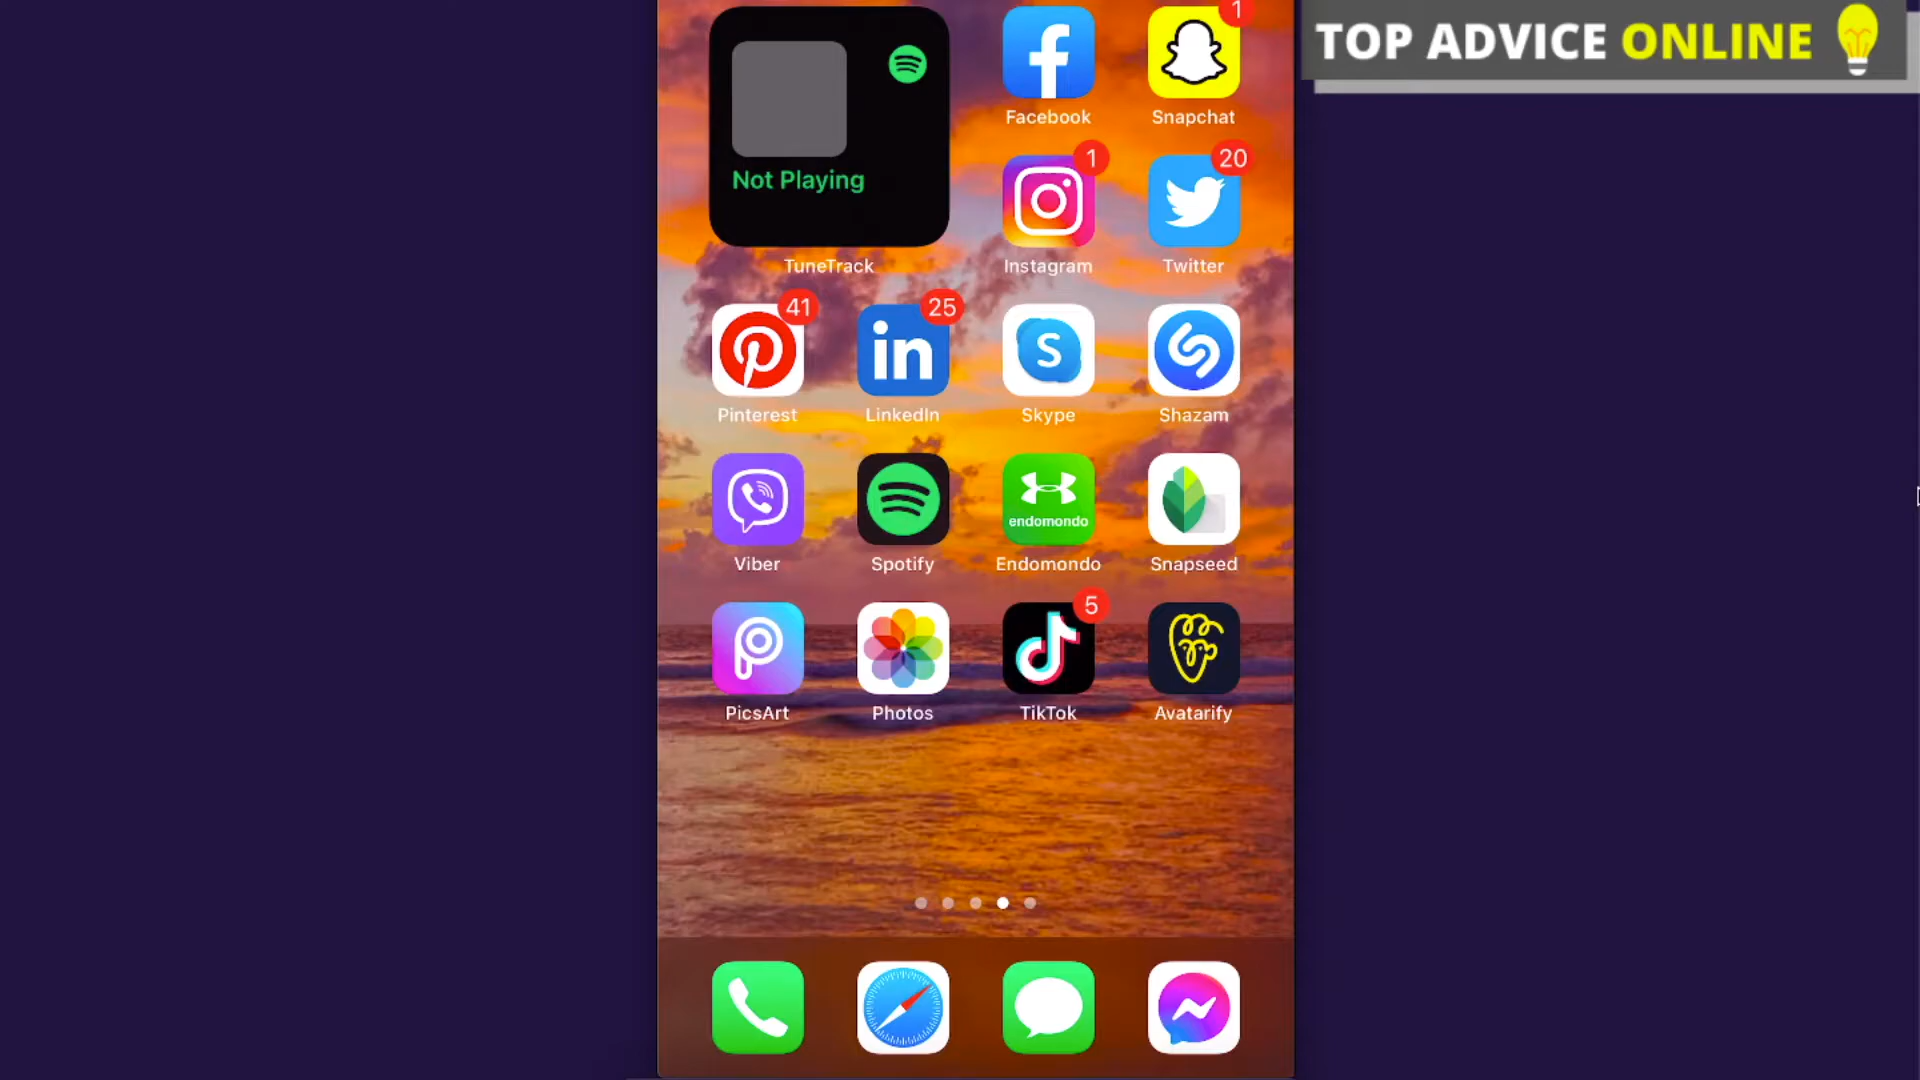 TOP ADVICE ONLINE
Not Playing
TuneTrack
Facebook
1
Snapchat
1
Instagram
20
Twitter
41
Pinterest
25
in
LinkedIn
S
Skype
Shazam
Viber
Spotify
endomondo
Endomondo
Snapseed
PicsArt
Photos
5
TikTok
Avatarify